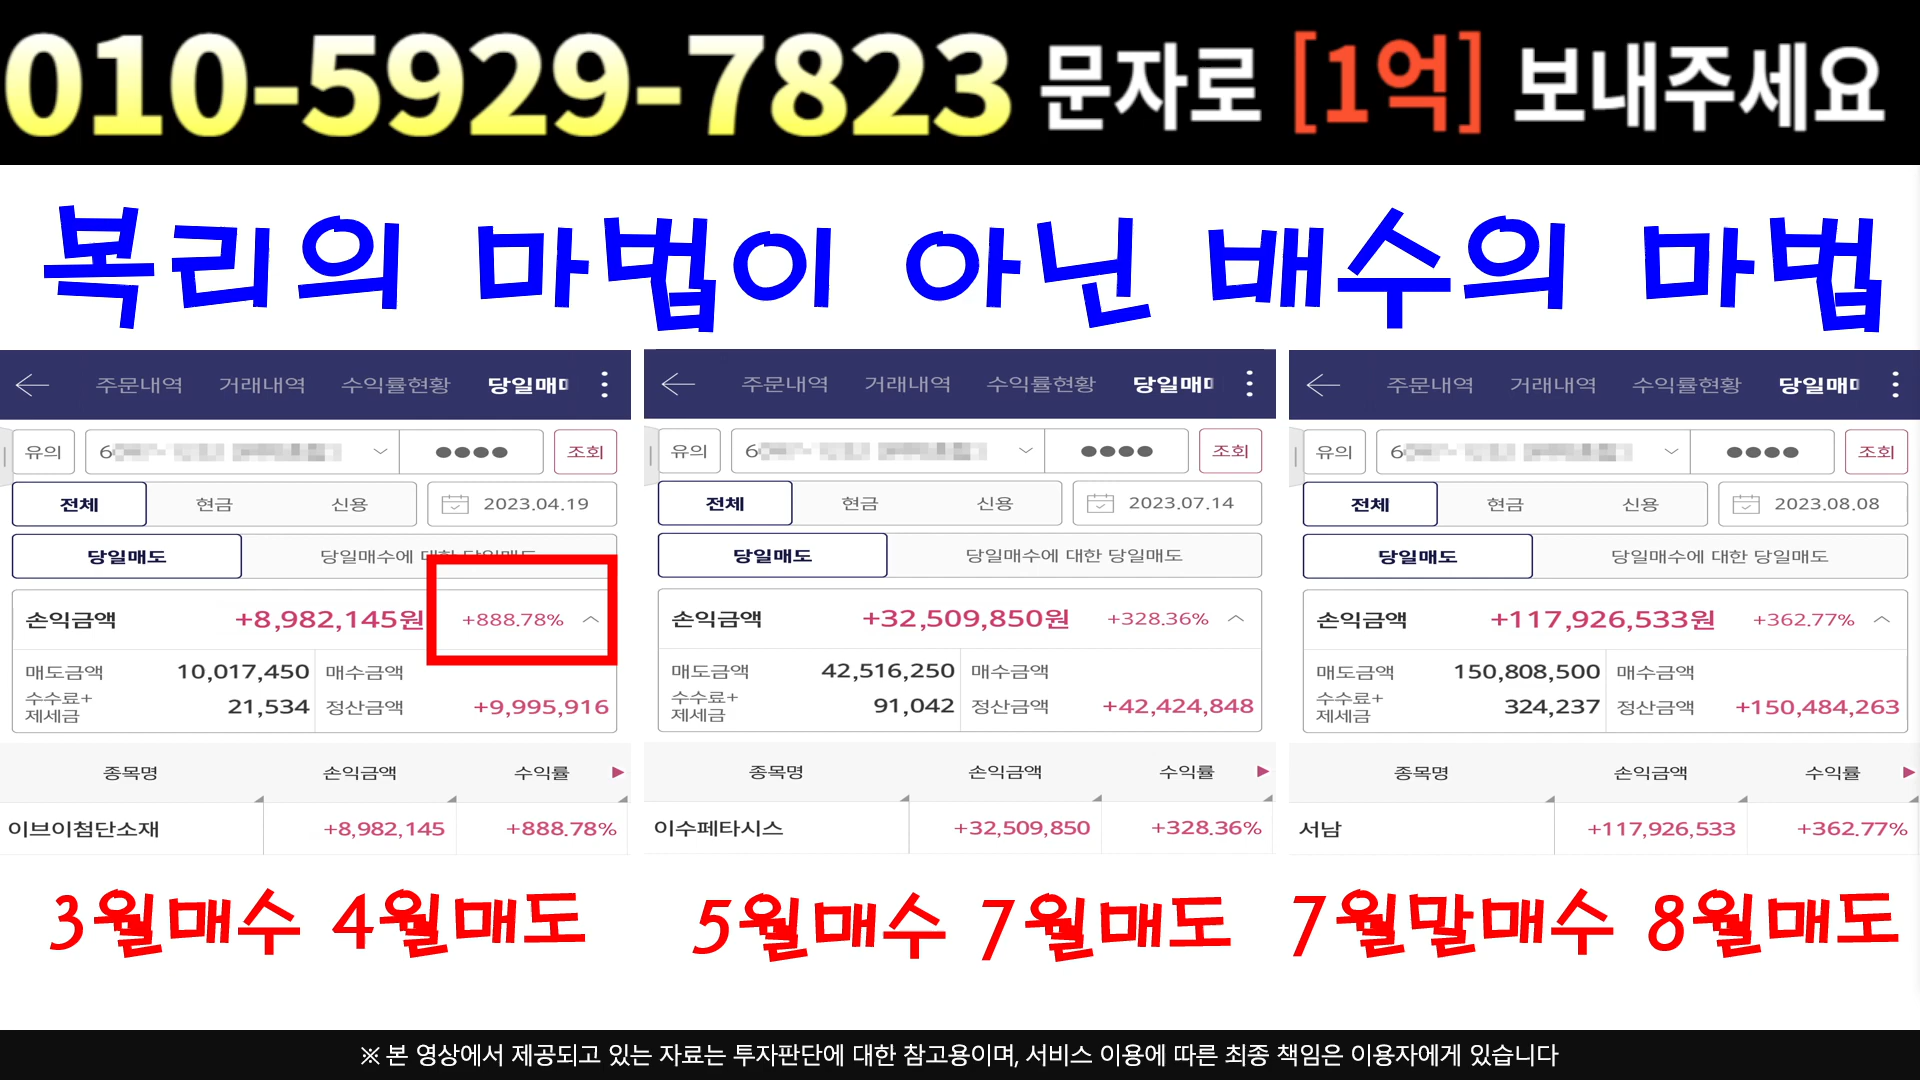 010-5929-7823 문자로 [1억] 보내주세요
복리의 마법이 아닌 배수의 마법
주문내역 거래내역 수익률현황 당일매
유의 6 ●●●● 조회
전체 현금 신용 2023.04.19
당일매도 당일매수에 대한 당일매도
손익금액 +8,982,145원 +888.78%
매도금액 10,017,450 매수금액
수수료+
제세금 21,534 정산금액 +9,995,916
종목명 손익금액 수익률
이브이첨단소재 +8,982,145 +888.78%
3월매수 4월매도
주문내역 거래내역 수익률현황 당일매
유의 6 ●●●● 조회
전체 현금 신용 2023.07.14
당일매도 당일매수에 대한 당일매도
손익금액 +32,509,850원 +328.36%
매도금액 42,516,250 매수금액
수수료+
제세금 91,042 정산금액 +42,424,848
종목명 손익금액 수익률
이수페타시스 +32,509,850 +328.36%
5월매수 7월매도
주문내역 거래내역 수익률현황 당일매
유의 6 ●●●● 조회
전체 현금 신용 2023.08.08
당일매도 당일매수에 대한 당일매도
손익금액 +117,926,533원 +362.77%
매도금액 150,808,500 매수금액
수수료+
제세금 324,237 정산금액 +150,484,263
종목명 손익금액 수익률
서남 +117,926,533 +362.77%
7월말매수 8월매도
※ 본 영상에서 제공되고 있는 자료는 투자판단에 대한 참고용이며, 서비스 이용에 따른 최종 책임은 이용자에게 있습니다